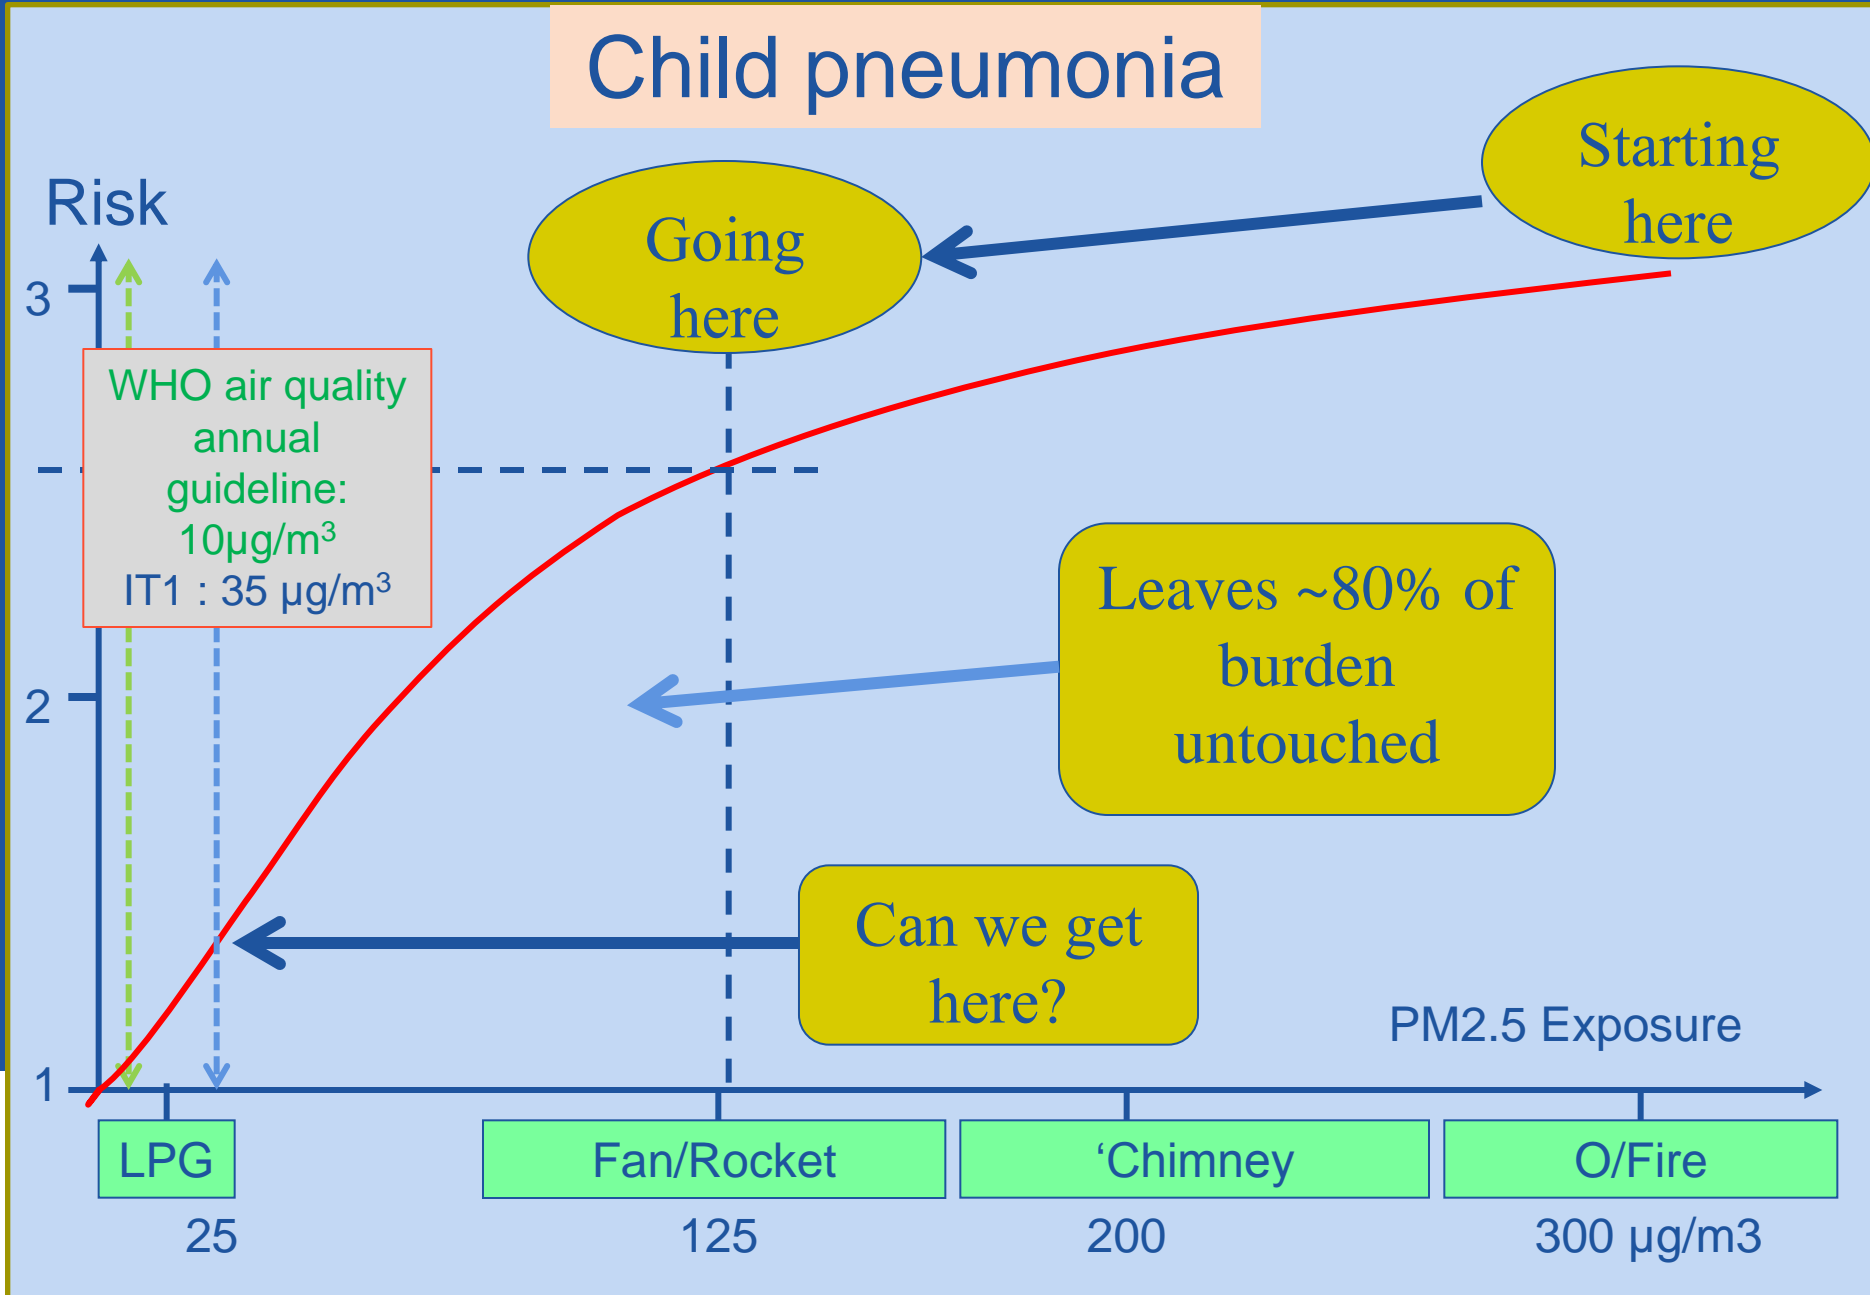 Child pneumonia
Starting
here
Going
here
Risk
3
WHO air quality
annual
guideline:
10µg/m³
IT1 : 35 µg/m³
Leaves ~80% of
burden
untouched
2
Can we get
here?
PM2.5 Exposure
1
LPG
Fan/Rocket
‘Chimney
O/Fire
25
125
200
300 µg/m3